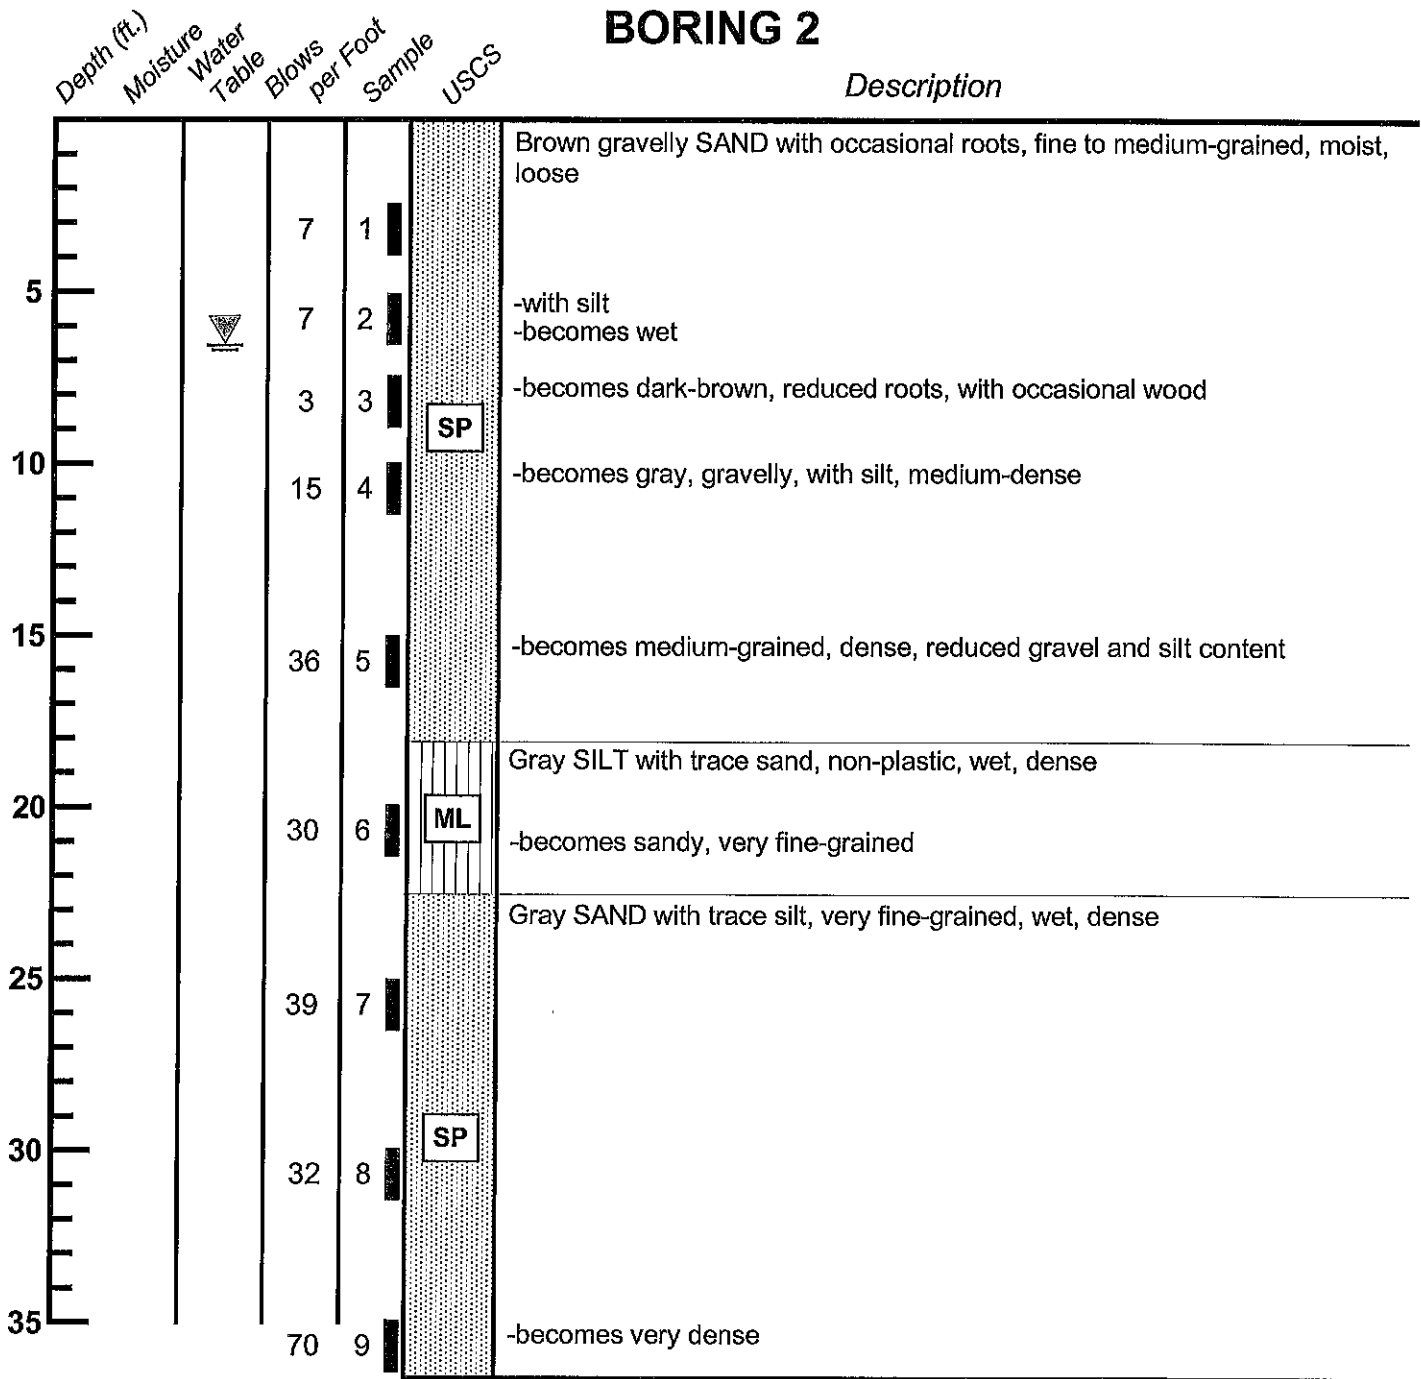 BORING 2
Depth (ft.)
Moisture
Water
Table
Blows
per Foot
Sample
USCS
Description
Brown gravelly SAND with occasional roots, fine to medium-grained, moist,
loose
7 1
5
7 2
-with silt
-becomes wet
3 3
-becomes dark-brown, reduced roots, with occasional wood
SP
10
15 4
-becomes gray, gravelly, with silt, medium-dense
15
36 5
-becomes medium-grained, dense, reduced gravel and silt content
Gray SILT with trace sand, non-plastic, wet, dense
20
30 6
ML
-becomes sandy, very fine-grained
Gray SAND with trace silt, very fine-grained, wet, dense
25
39 7
SP
30
32 8
35
70 9
-becomes very dense